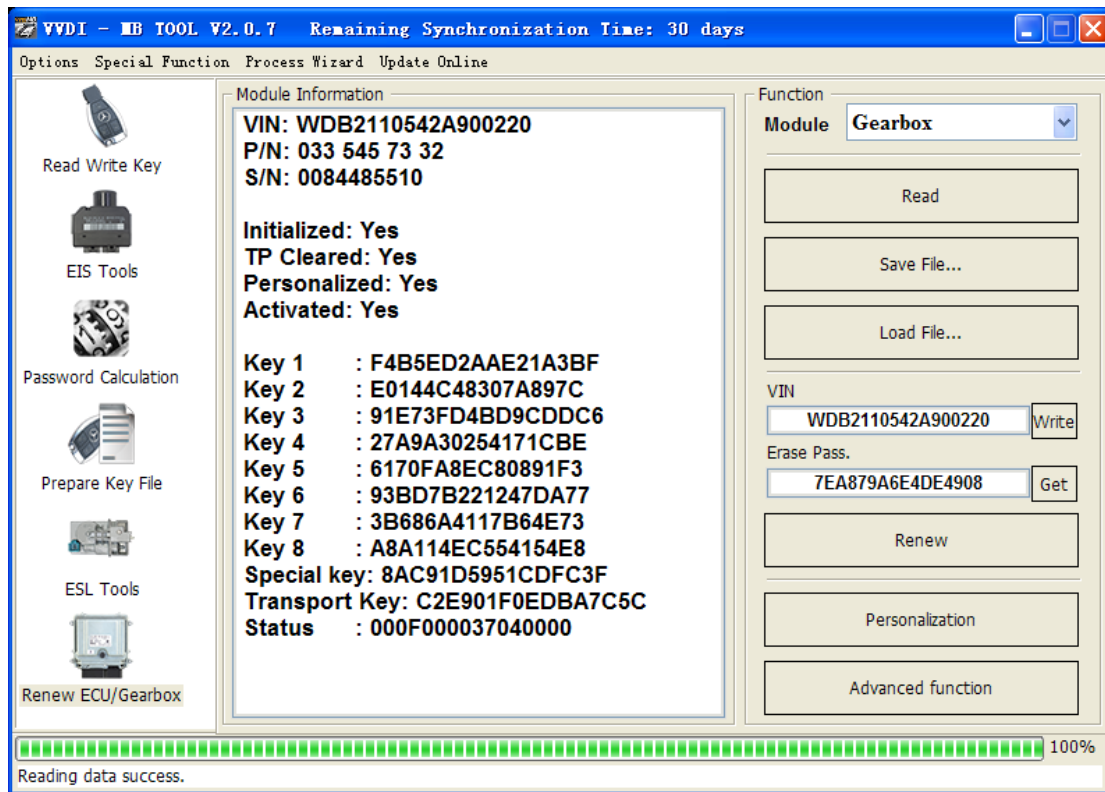 VVDI - MB TOOL V2.0.7   Remaining Synchronization Time: 30 days
Options  Special Function  Process Wizard  Update Online
Read Write Key
EIS Tools
Password Calculation
Prepare Key File
ESL Tools
Renew ECU/Gearbox
Module Information
VIN: WDB2110542A900220
P/N: 033 545 73 32
S/N: 0084485510
Initialized: Yes
TP Cleared: Yes
Personalized: Yes
Activated: Yes
Key 1 : F4B5ED2AAE21A3BF
Key 2 : E0144C48307A897C
Key 3 : 91E73FD4BD9CDDC6
Key 4 : 27A9A30254171CBE
Key 5 : 6170FA8EC80891F3
Key 6 : 93BD7B221247DA77
Key 7 : 3B686A4117B64E73
Key 8 : A8A114EC554154E8
Special key: 8AC91D5951CDFC3F
Transport Key: C2E901F0EDBA7C5C
Status : 000F000037040000
Function
Module Gearbox
Read
Save File...
Load File...
VIN
WDB2110542A900220 Write
Erase Pass.
7EA879A6E4DE4908 Get
Renew
Personalization
Advanced function
100%
Reading data success.